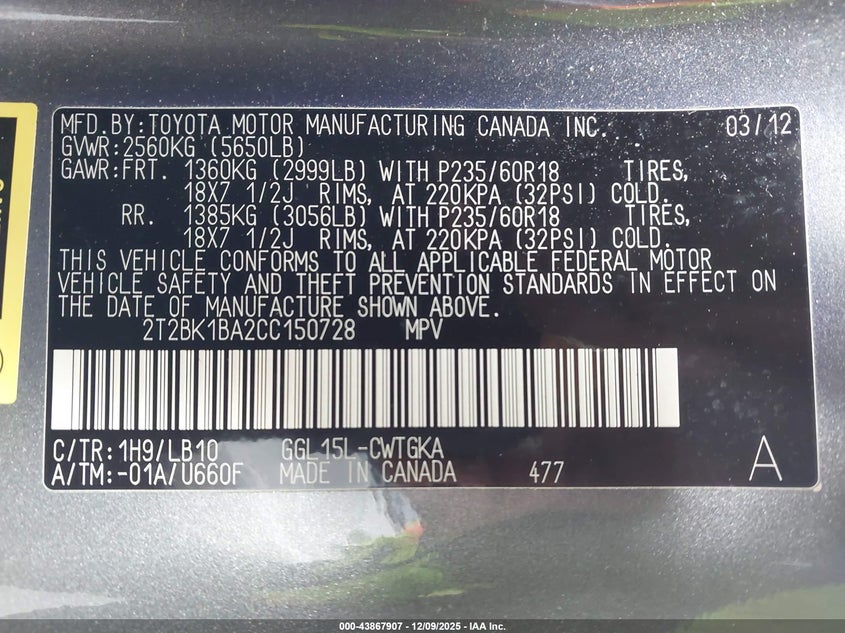 MFD.BY:TOYOTA MOTOR MANUFACTURING CANADA INC. 03/12
GVWR:2560KG (5650LB)
GAWR:FRT. 1360KG (2999LB) WITH P235/60R18 TIRES,
18X7 1/2J RIMS, AT 220KPA (32PSI) COLD.
RR. 1385KG (3056LB) WITH P235/60R18 TIRES,
18X7 1/2J RIMS, AT 220KPA (32PSI) COLD.
THIS VEHICLE CONFORMS TO ALL APPLICABLE FEDERAL MOTOR
VEHICLE SAFETY AND THEFT PREVENTION STANDARDS IN EFFECT ON
THE DATE OF MANUFACTURE SHOWN ABOVE.
2T2BK1BA2CC150728 MPV
C/TR:1H9/LB10 GGL15L-CWTGKA
A/TM:-01A/U660F MADE IN CANADA 477 A
000-43867907 - 12/09/2025 - IAA Inc.